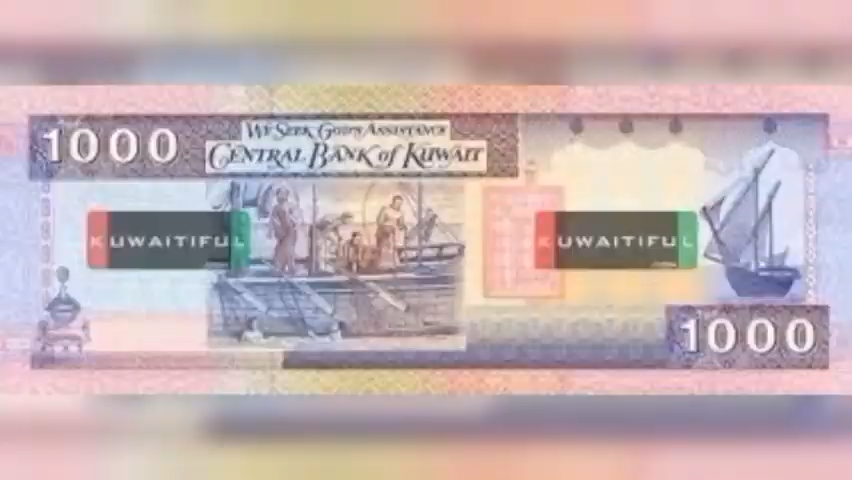 1000
WE SEEK GOD'S ASSISTANCE
CENTRAL BANK of KUWAIT
KUWAITIFUL
KUWAITIFUL
1000